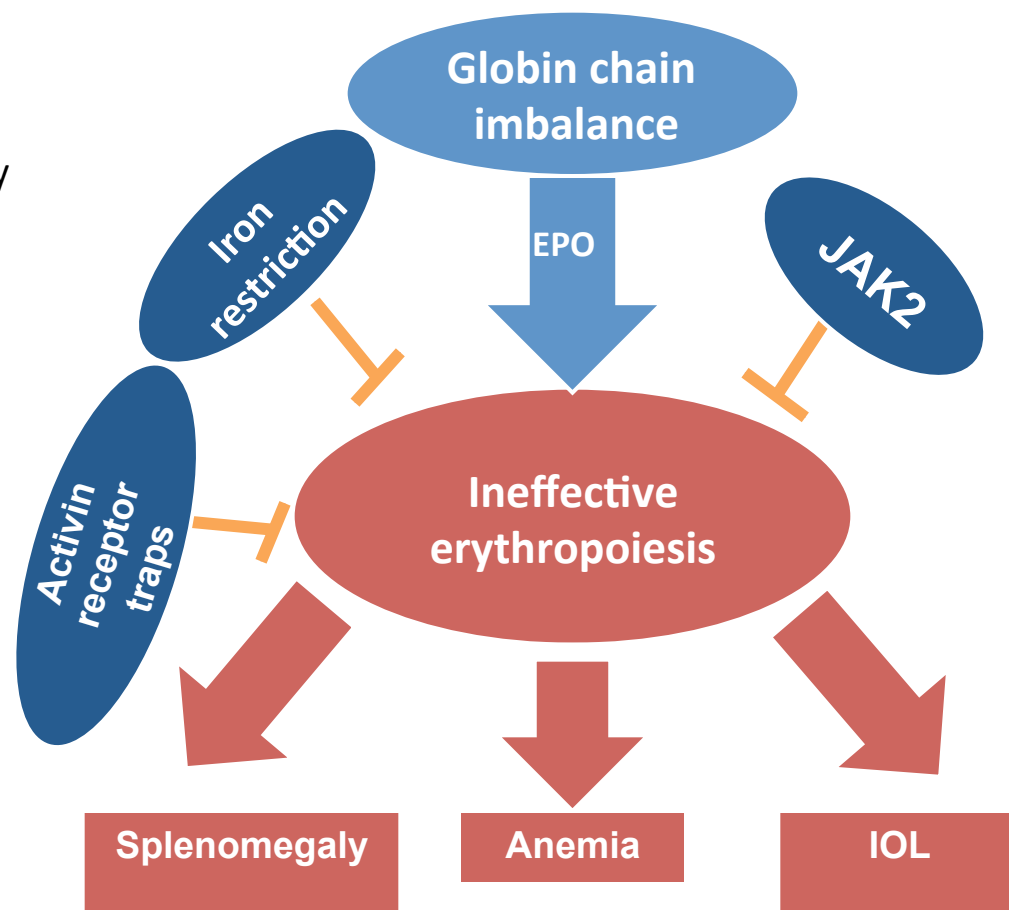 Globin chain
imbalance
y
Iron
restriction
EPO
JAK2
Activin
receptor
traps
Ineffective
erythropoiesis
Splenomegaly
Anemia
IOL